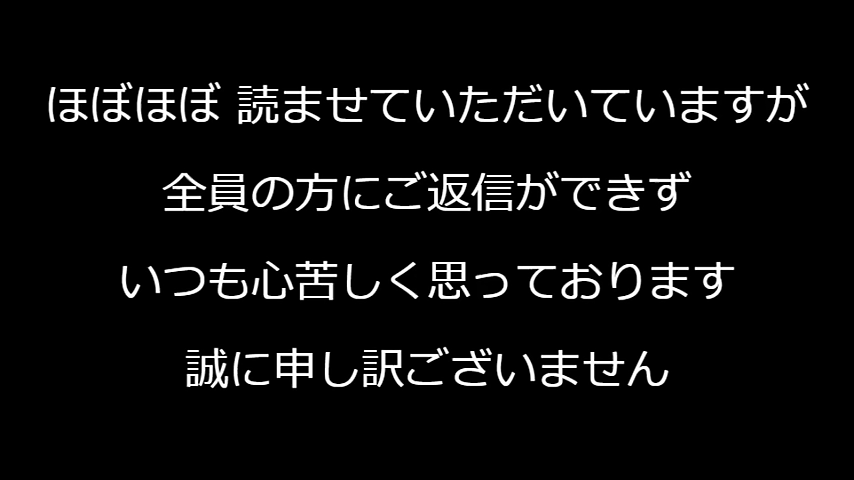 ほぼほぼ 読ませていただいていますが
全員の方にご返信ができず
いつも心苦しく思っております
誠に申し訳ございません